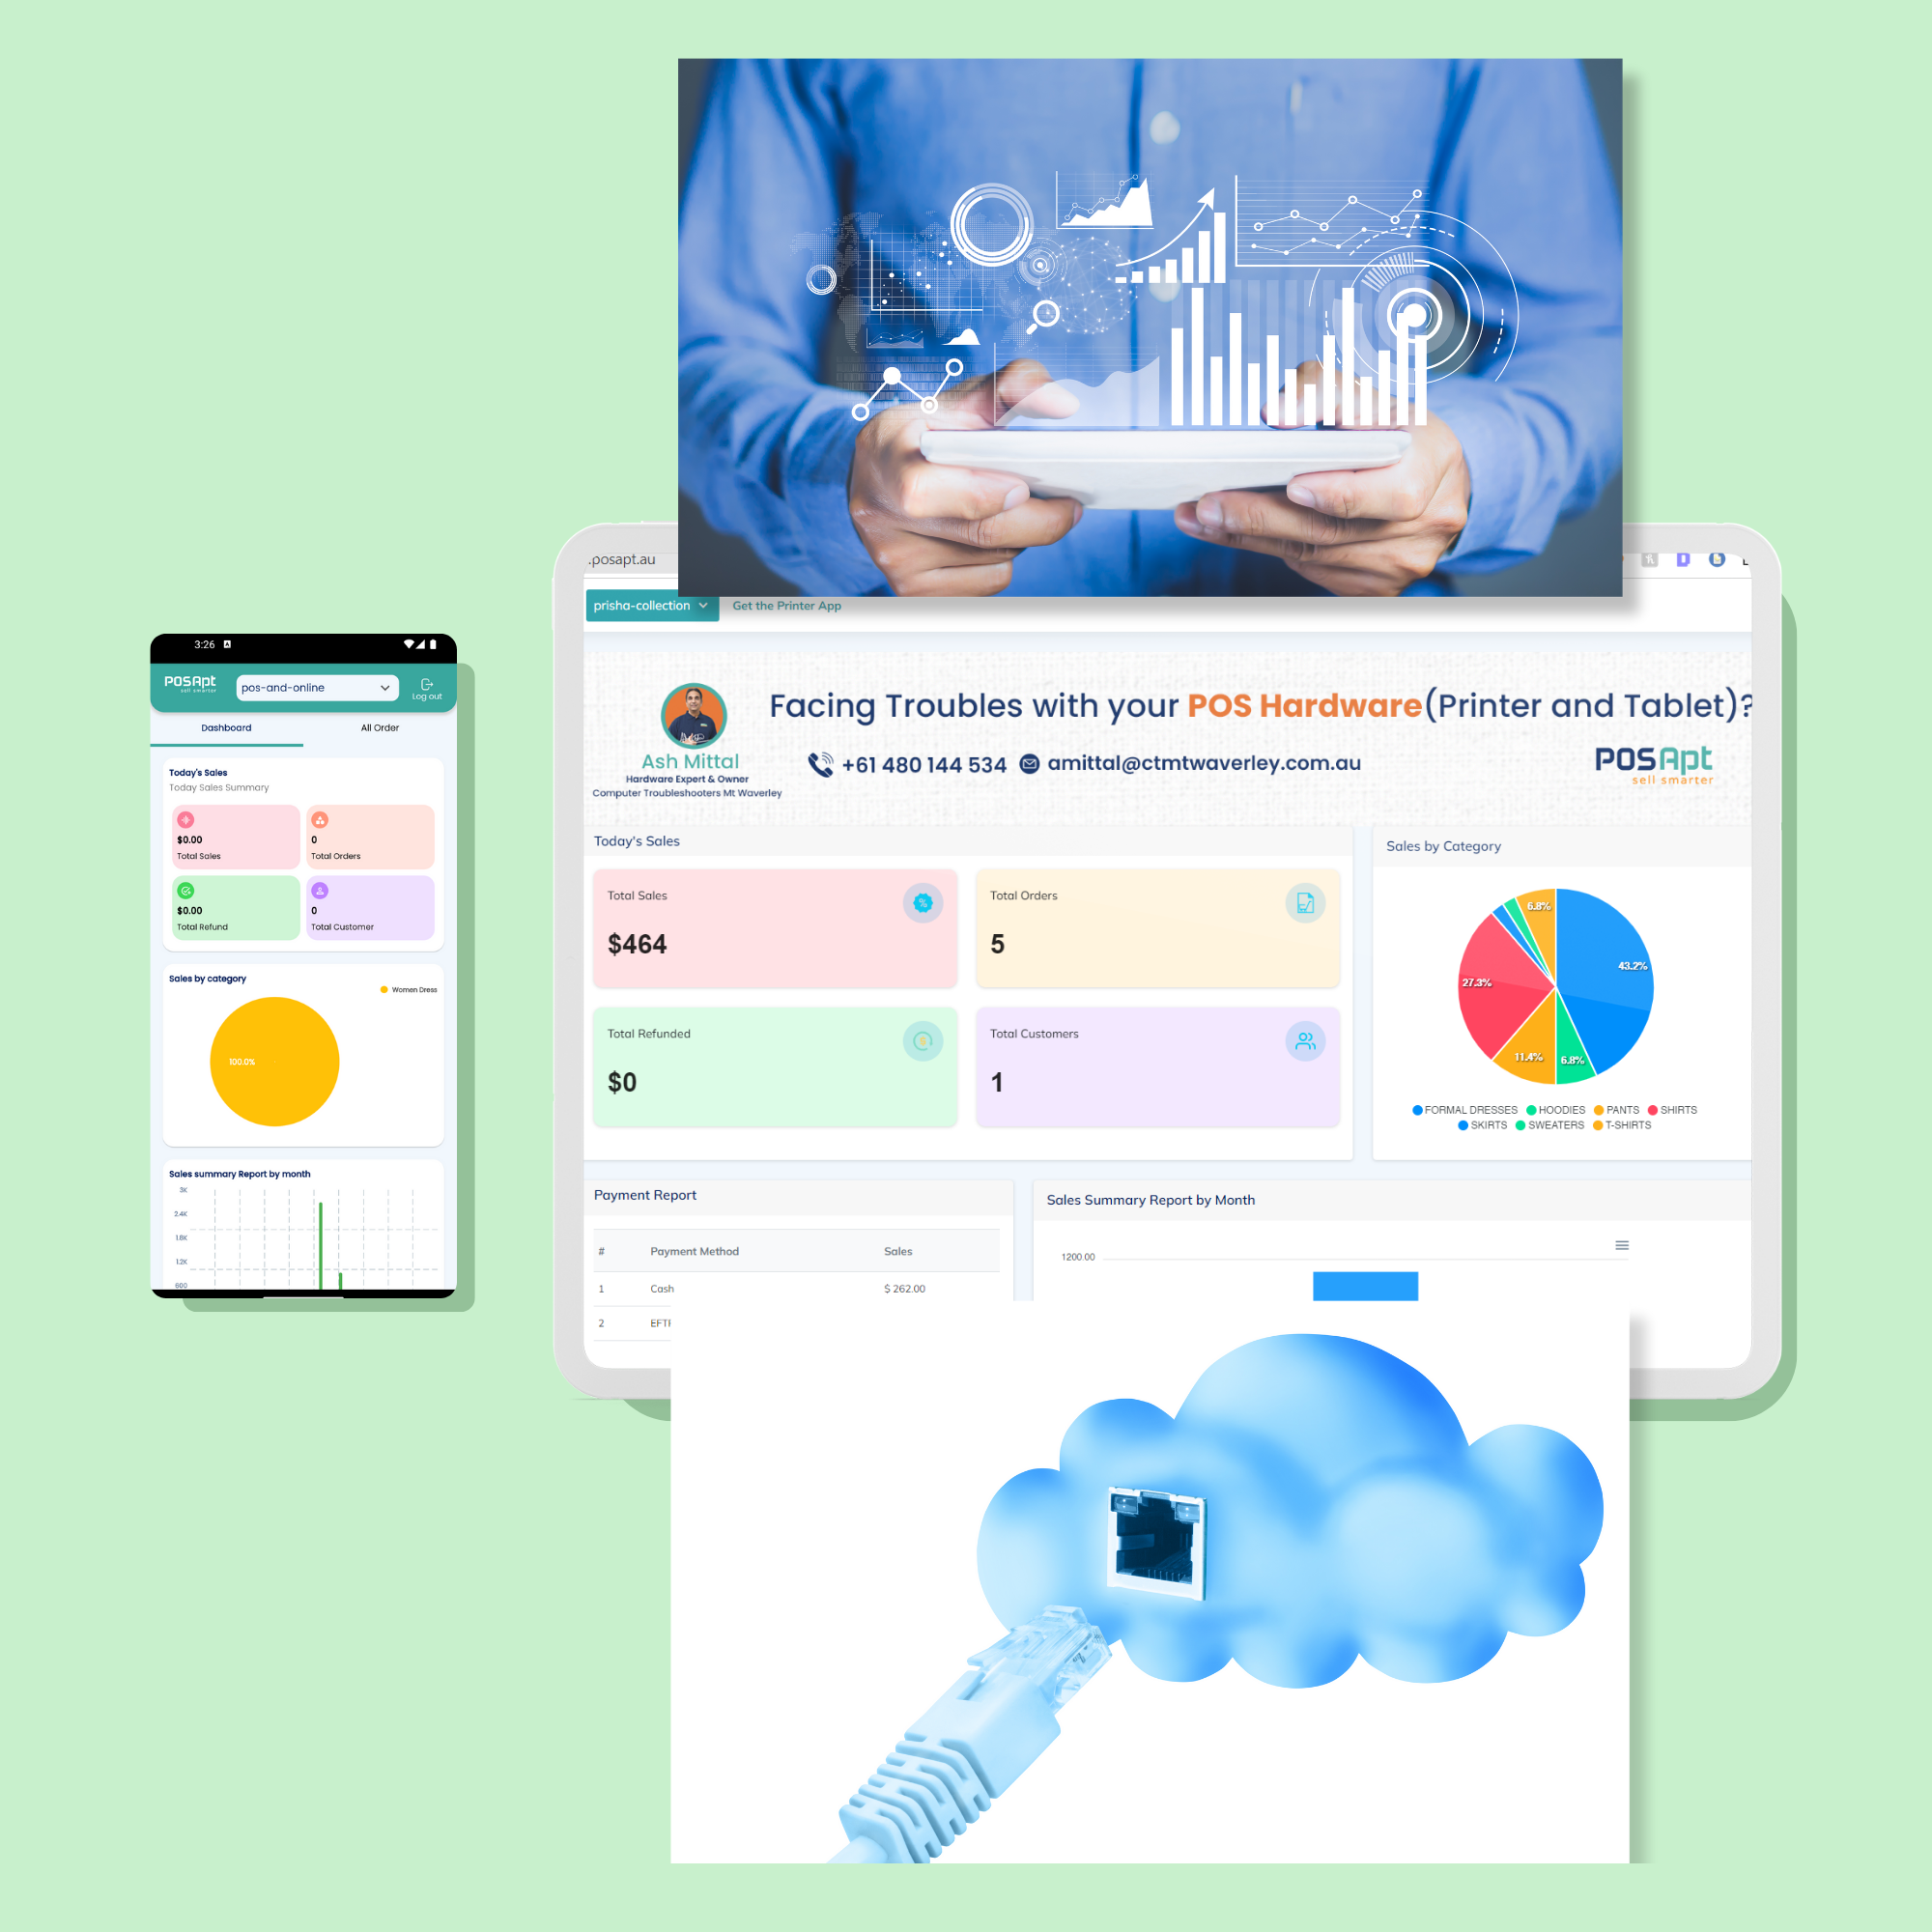 .posapt.au
prisha-collection
Get the Printer App
Facing Troubles with your POS Hardware(Printer and Tablet)?
Ash Mittal
Hardware Expert & Owner
Computer Troubleshooters Mt Waverley
+61 480 144 534
amittal@ctmtwaverley.com.au
POSApt
sell smarter
Today's Sales
Total Sales
$464
Total Orders
5
Total Refunded
$0
Total Customers
1
Sales by Category
6.8%
43.2%
27.3%
11.4%
6.8%
FORMAL DRESSES HOODIES PANTS SHIRTS
SKIRTS SWEATERS T-SHIRTS
Payment Report
# Payment Method Sales
1 Cash $ 262.00
2
Sales Summary Report by Month
1200.00
3:26
POSApt
sell smarter
pos-and-online
Log out
Dashboard
All Order
Today's Sales
Today Sales Summary
$0.00
Total Sales
0
Total Orders
$0.00
Total Refund
0
Total Customer
Sales by category
Women Dress
100.0%
Sales summary Report by month
3K
2.4K
1.8K
1.2K
600